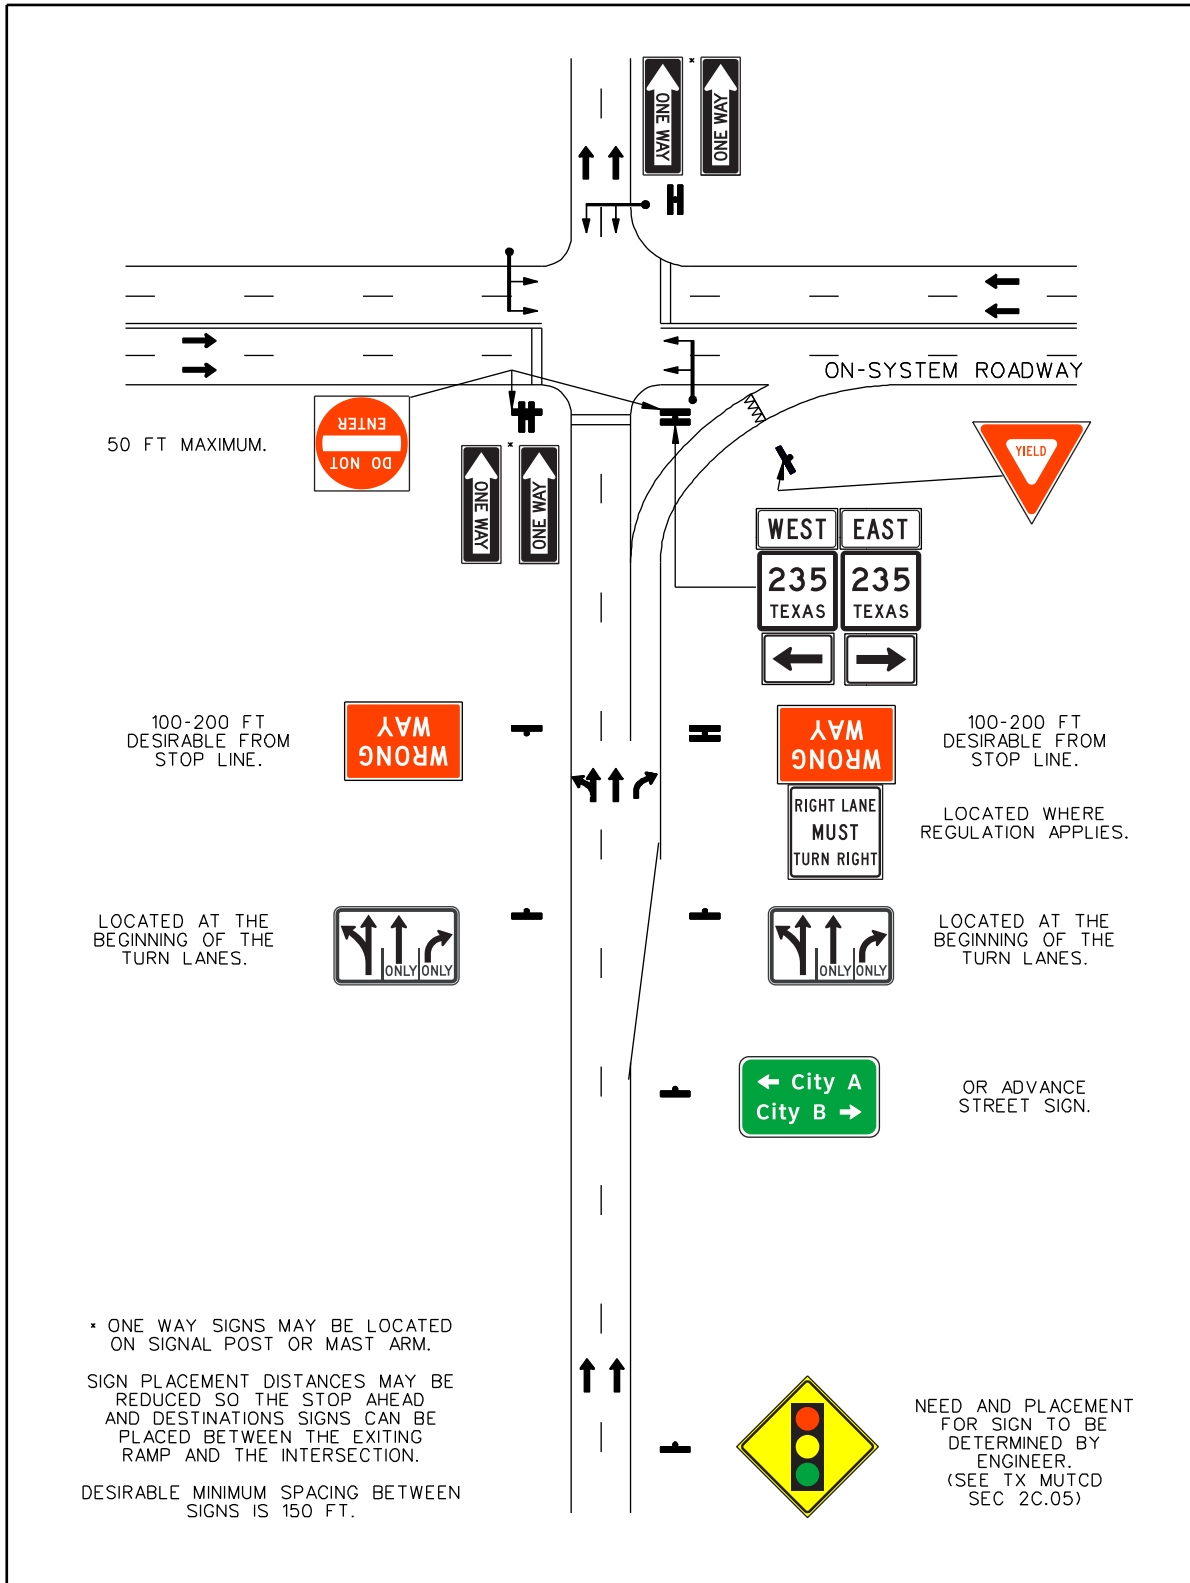 ONE WAY
*
ONE WAY
ON-SYSTEM ROADWAY
50 FT MAXIMUM.
DO NOT
ENTER
*
ONE WAY
ONE WAY
YIELD
WEST
EAST
235
TEXAS
235
TEXAS
100-200 FT
DESIRABLE FROM
STOP LINE.
WRONG
WAY
WRONG
WAY
100-200 FT
DESIRABLE FROM
STOP LINE.
RIGHT LANE
MUST
TURN RIGHT
LOCATED WHERE
REGULATION APPLIES.
LOCATED AT THE
BEGINNING OF THE
TURN LANES.
ONLY ONLY
ONLY ONLY
LOCATED AT THE
BEGINNING OF THE
TURN LANES.
← City A
City B →
OR ADVANCE
STREET SIGN.
* ONE WAY SIGNS MAY BE LOCATED
ON SIGNAL POST OR MAST ARM.
SIGN PLACEMENT DISTANCES MAY BE
REDUCED SO THE STOP AHEAD
AND DESTINATIONS SIGNS CAN BE
PLACED BETWEEN THE EXITING
RAMP AND THE INTERSECTION.
DESIRABLE MINIMUM SPACING BETWEEN
SIGNS IS 150 FT.
NEED AND PLACEMENT
FOR SIGN TO BE
DETERMINED BY
ENGINEER.
(SEE TX MUTCD
SEC 2C.05)